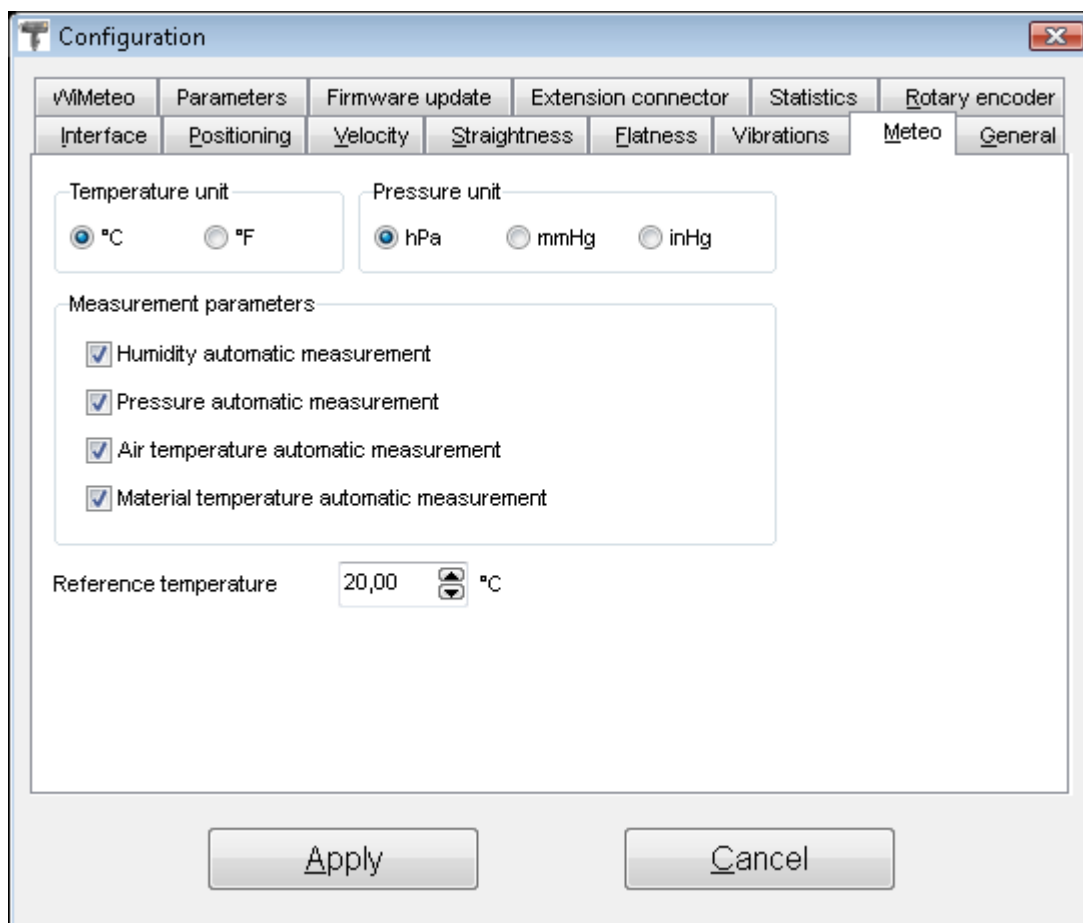 Configuration
WiMeteo Parameters Firmware update Extension connector Statistics Rotary encoder
Interface Positioning Velocity Straightness Flatness Vibrations Meteo General
Temperature unit Pressure unit
°C °F hPa mmHg inHg
Measurement parameters
Humidity automatic measurement
Pressure automatic measurement
Air temperature automatic measurement
Material temperature automatic measurement
Reference temperature 20,00 °C
Apply Cancel